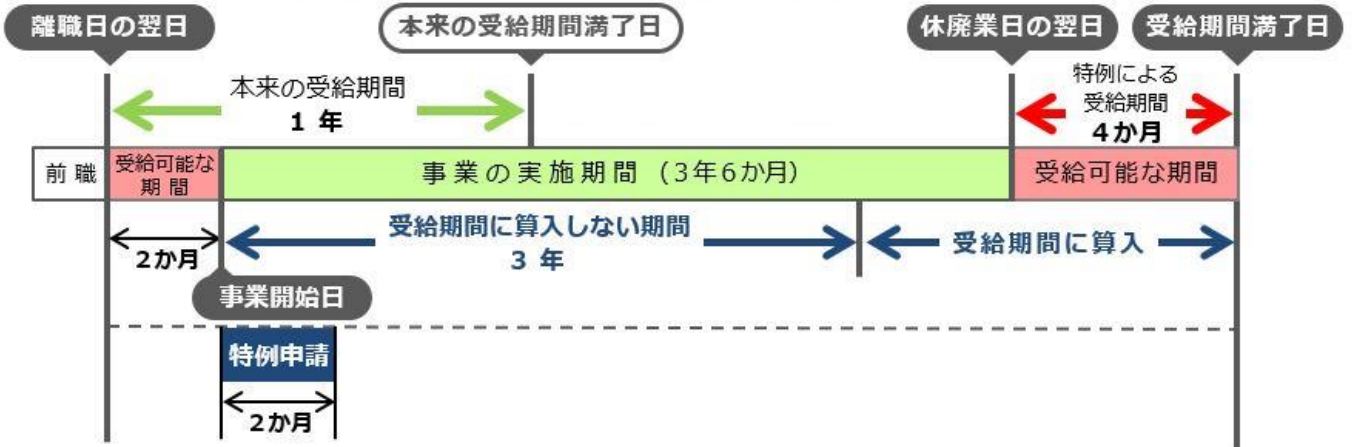 離職日の翌日
本来の受給期間満了日
休廃業日の翌日
受給期間満了日
本来の受給期間
1 年
特例による
受給期間
4か月
前職
受給可能な
期間
事業の実施期間 (3年6か月)
受給可能な期間
2か月
受給期間に算入しない期間
3 年
受給期間に算入
事業開始日
特例申請
2か月